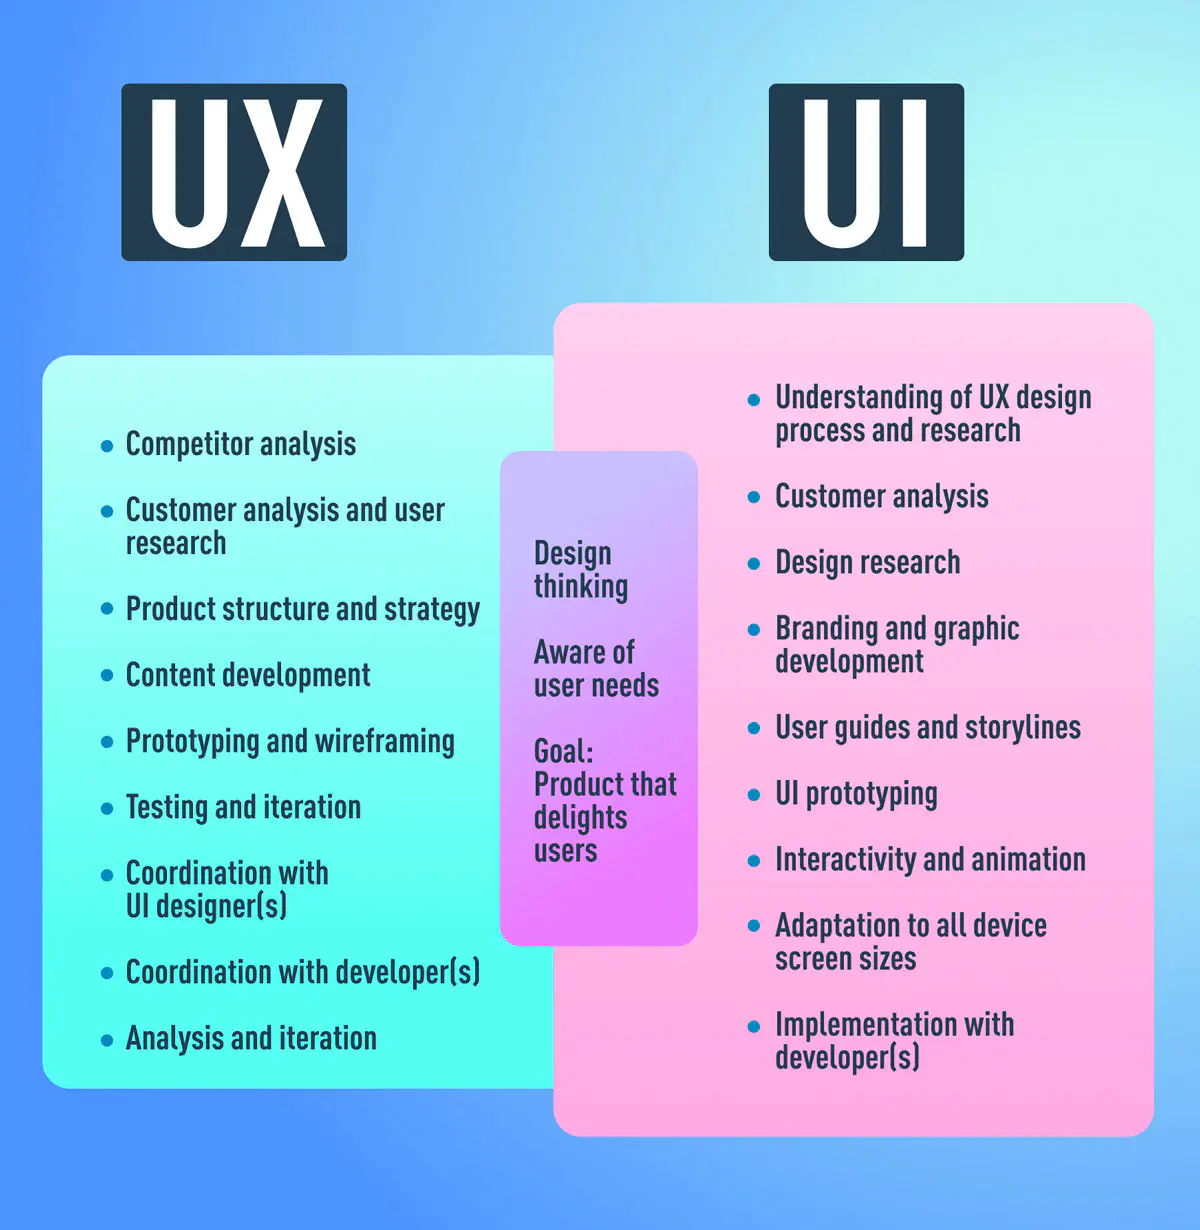 UX
Competitor analysis
Customer analysis and user
research
Product structure and strategy
Content development
Prototyping and wireframing
Testing and iteration
Coordination with
UI designer(s)
Coordination with developer(s)
Analysis and iteration
Design
thinking
Aware of
user needs
Goal:
Product that
delights
users
UI
Understanding of UX design
process and research
Customer analysis
Design research
Branding and graphic
development
User guides and storylines
UI prototyping
Interactivity and animation
Adaptation to all device
screen sizes
Implementation with
developer(s)